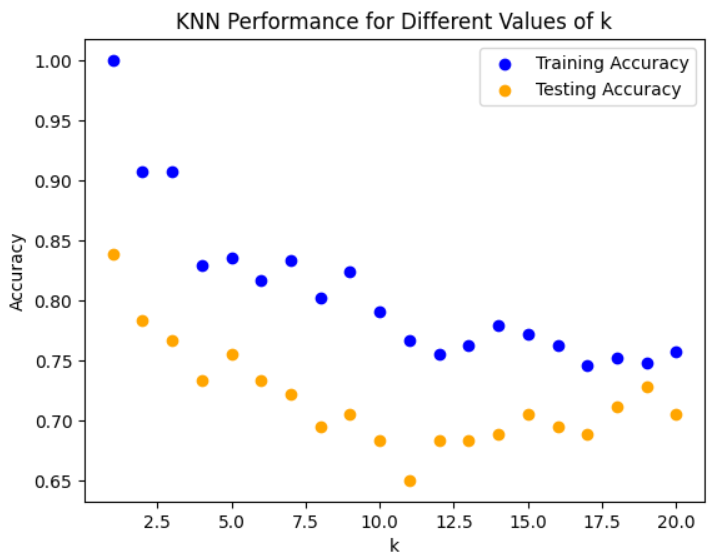 KNN Performance for Different Values of k
Training Accuracy
Testing Accuracy
1.00
0.95
0.90
0.85
0.80
0.75
0.70
0.65
Accuracy
2.5 5.0 7.5 10.0 12.5 15.0 17.5 20.0
k